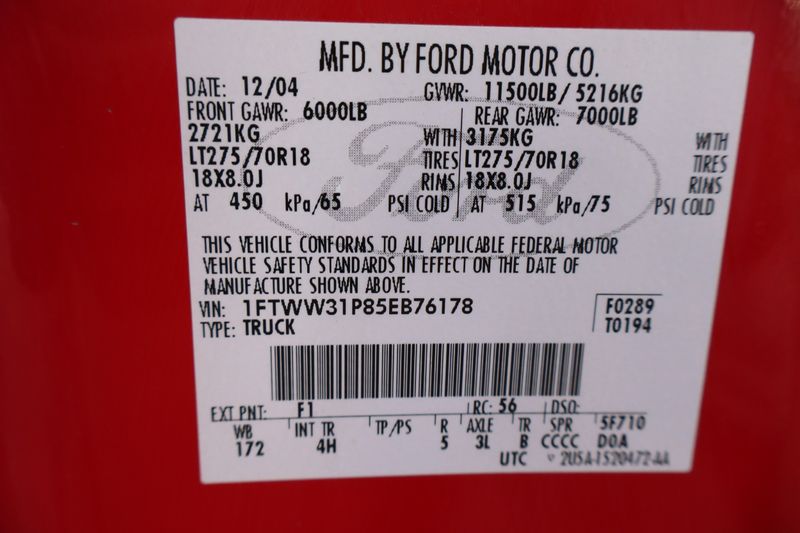 MFD. BY FORD MOTOR CO.
DATE: 12/04 GVWR: 11500LB/ 5216KG
FRONT GAWR: 6000LB REAR GAWR: 7000LB
2721KG WITH 3175KG WITH
LT275/70R18 TIRES LT275/70R18 TIRES
18X8.0J RIMS 18X8.0J RIMS
AT 450 kPa/65 PSI COLD AT 515 kPa/75 PSI COLD
Ford
THIS VEHICLE CONFORMS TO ALL APPLICABLE FEDERAL MOTOR
VEHICLE SAFETY STANDARDS IN EFFECT ON THE DATE OF
MANUFACTURE SHOWN ABOVE.
VIN: 1FTWW31P85EB76178 F0289
TYPE: TRUCK T0194
EXT PNT: F1 RC: 56 DSO:
WB INT TR TP/PS R AXLE TR SPR 5F710
172 4H 5 3L B CCCC DOA
UTC 2U5A-1520472-AA